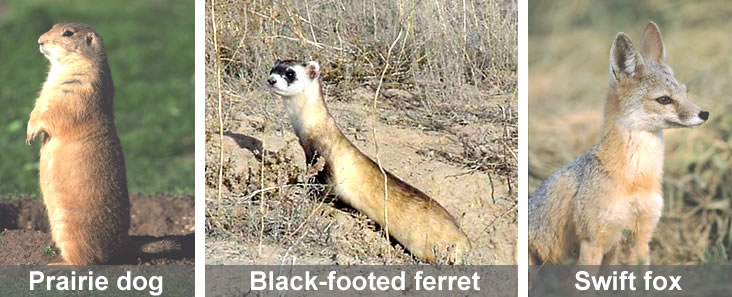 Prairie dog
Black-footed ferret
Swift fox